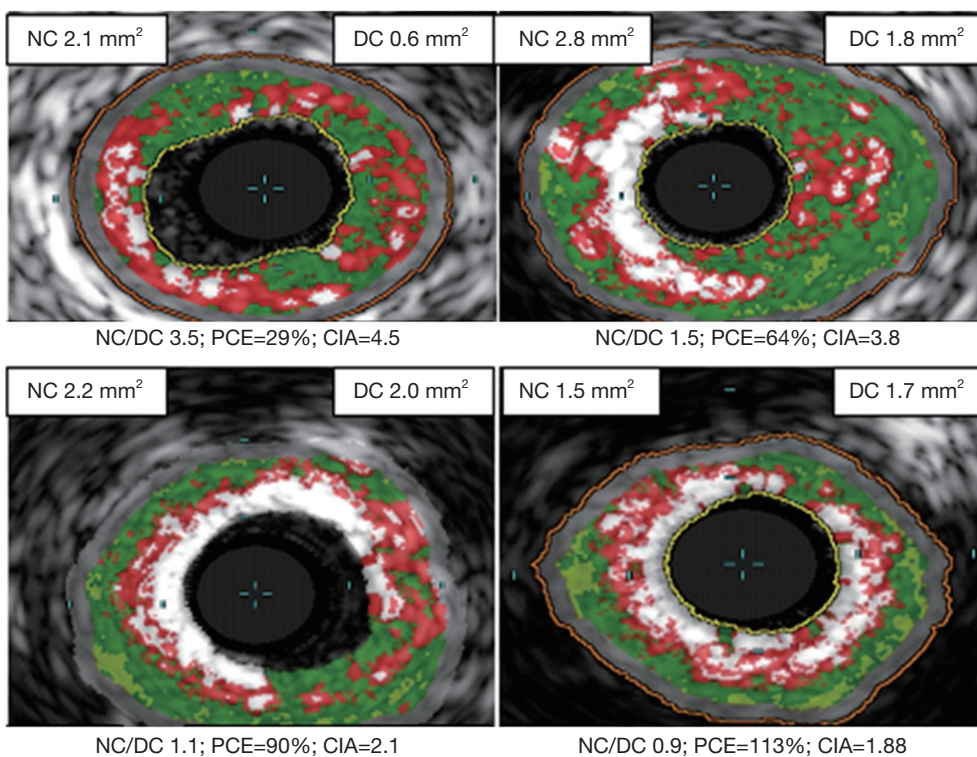 NC 2.1 mm² DC 0.6 mm² NC 2.8 mm² DC 1.8 mm²
NC/DC 3.5; PCE=29%; CIA=4.5 NC/DC 1.5; PCE=64%; CIA=3.8
NC 2.2 mm² DC 2.0 mm² NC 1.5 mm² DC 1.7 mm²
NC/DC 1.1; PCE=90%; CIA=2.1 NC/DC 0.9; PCE=113%; CIA=1.88